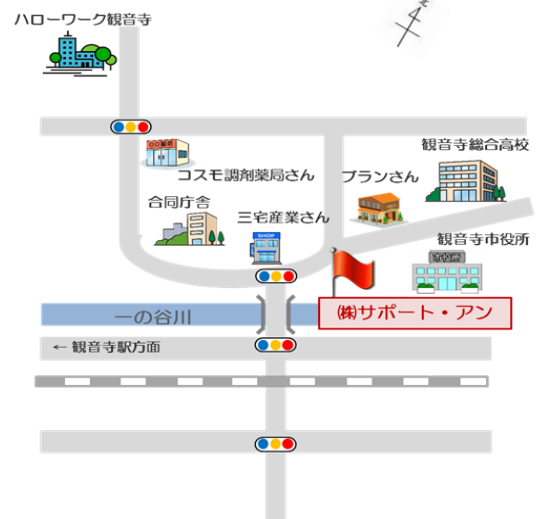 ハローワーク観音寺
観音寺総合高校
コスモ調剤薬局さん
プランさん
合同庁舎
三宅産業さん
SHOP
観音寺市役所
市役所
㈱サポート・アン
一の谷川
← 観音寺駅方面